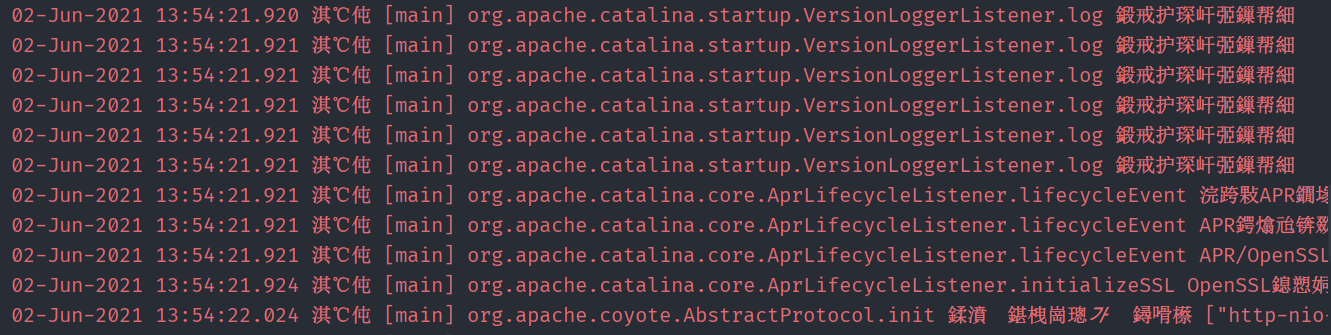 02-Jun-2021 13:54:21.920 淇℃伅 [main] org.apache.catalina.startup.VersionLoggerListener.log 鍛戒护琛屽弬鏁帮細
02-Jun-2021 13:54:21.921 淇℃伅 [main] org.apache.catalina.startup.VersionLoggerListener.log 鍛戒护琛屽弬鏁帮細
02-Jun-2021 13:54:21.921 淇℃伅 [main] org.apache.catalina.startup.VersionLoggerListener.log 鍛戒护琛屽弬鏁帮細
02-Jun-2021 13:54:21.921 淇℃伅 [main] org.apache.catalina.startup.VersionLoggerListener.log 鍛戒护琛屽弬鏁帮細
02-Jun-2021 13:54:21.921 淇℃伅 [main] org.apache.catalina.startup.VersionLoggerListener.log 鍛戒护琛屽弬鏁帮細
02-Jun-2021 13:54:21.921 淇℃伅 [main] org.apache.catalina.startup.VersionLoggerListener.log 鍛戒护琛屽弬鏁帮細
02-Jun-2021 13:54:21.921 淇℃伅 [main] org.apache.catalina.core.AprLifecycleListener.lifecycleEvent 浣跨敤APR鐗堟
02-Jun-2021 13:54:21.921 淇℃伅 [main] org.apache.catalina.core.AprLifecycleListener.lifecycleEvent APR鍔熻兘锛欼
02-Jun-2021 13:54:21.921 淇℃伅 [main] org.apache.catalina.core.AprLifecycleListener.lifecycleEvent APR/OpenSSL
02-Jun-2021 13:54:21.924 淇℃伅 [main] org.apache.catalina.core.AprLifecycleListener.initializeSSL OpenSSL鎴愬姛
02-Jun-2021 13:54:22.024 淇℃伅 [main] org.apache.coyote.AbstractProtocol.init ["http-nio-